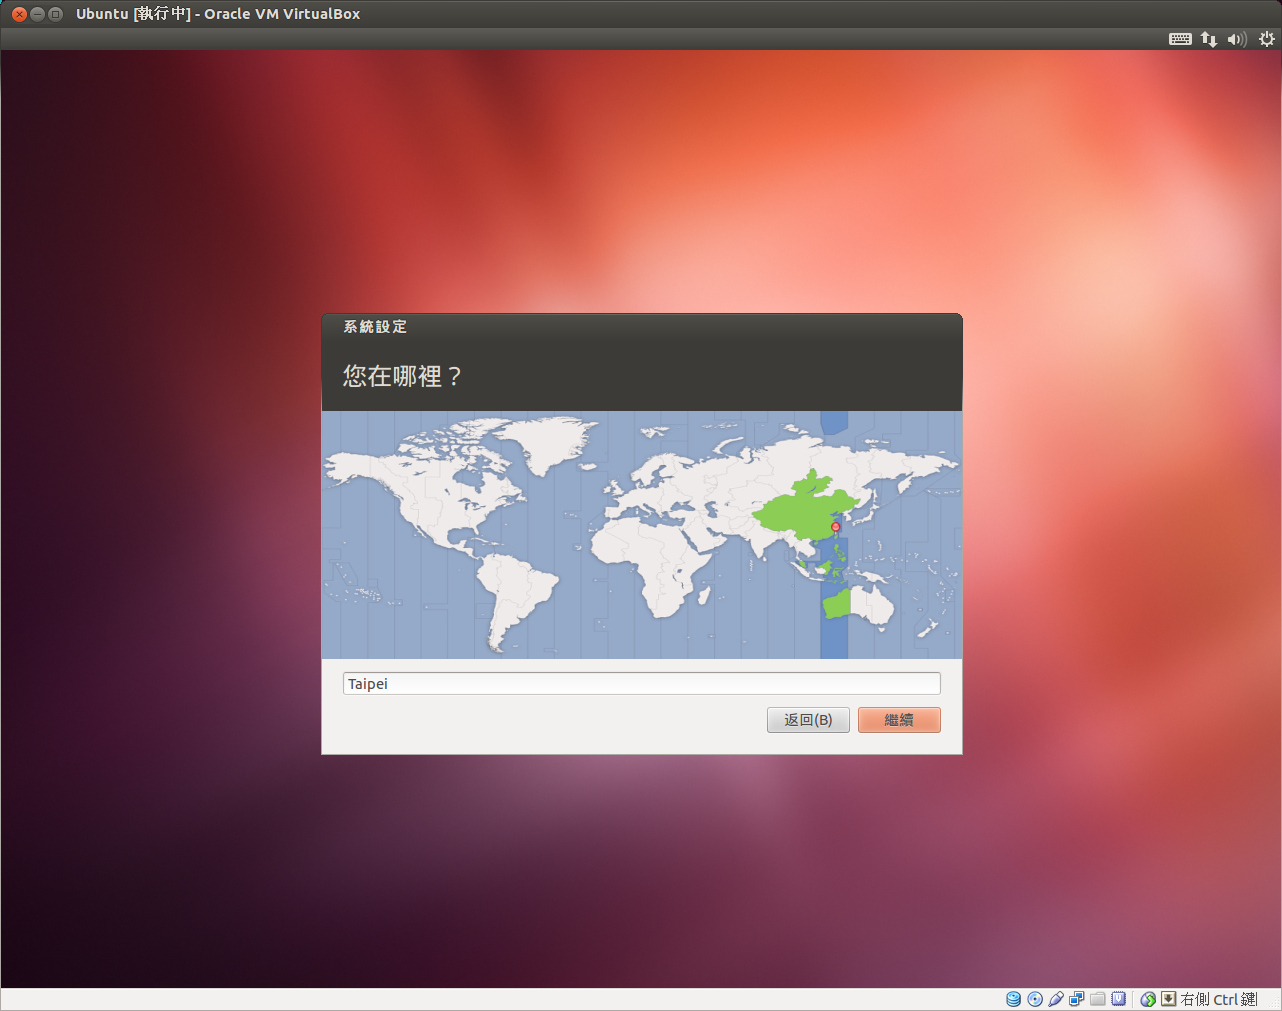 Ubuntu [執行中] - Oracle VM VirtualBox
系統設定
您在哪裡？
Taipei
返回(B)
繼續
右側 Ctrl 鍵